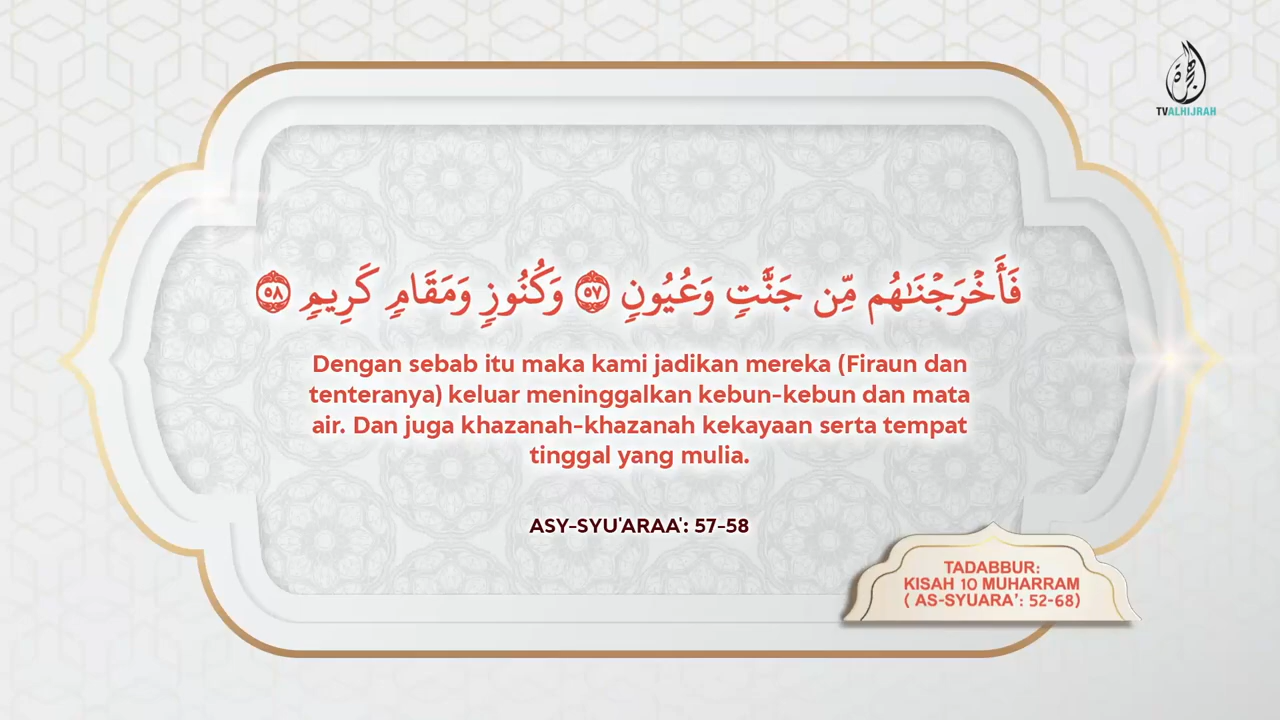 الهجرة
TVALHIJRAH
فَأَخْرَجْنَٰهُم مِّن جَنَّٰتٍ وَعُيُونٍ ٥٧ وَكُنُوزٍ وَمَقَامٍ كَرِيمٍ ٥٨
Dengan sebab itu maka kami jadikan mereka (Firaun dan
tenteranya) keluar meninggalkan kebun-kebun dan mata
air. Dan juga khazanah-khazanah kekayaan serta tempat
tinggal yang mulia.
ASY-SYU'ARAA': 57-58
TADABBUR:
KISAH 10 MUHARRAM
( AS-SYUARA’: 52-68)